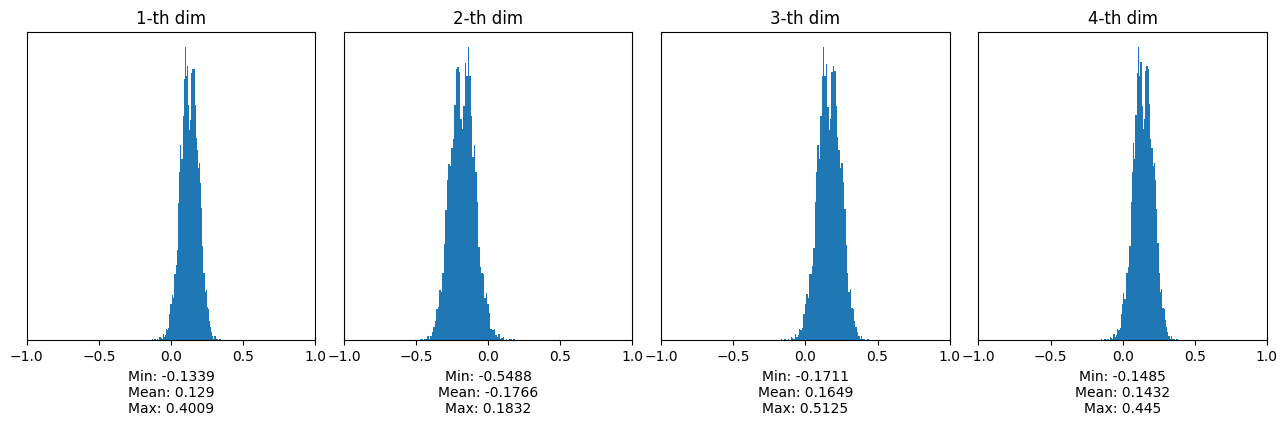 1-th dim
2-th dim
3-th dim
4-th dim
−1.0 −0.5 0.0 0.5 1.0
−1.0 −0.5 0.0 0.5 1.0
−1.0 −0.5 0.0 0.5 1.0
−1.0 −0.5 0.0 0.5 1.0
Min: -0.1339
Mean: 0.129
Max: 0.4009
Min: -0.5488
Mean: -0.1766
Max: 0.1832
Min: -0.1711
Mean: 0.1649
Max: 0.5125
Min: -0.1485
Mean: 0.1432
Max: 0.445